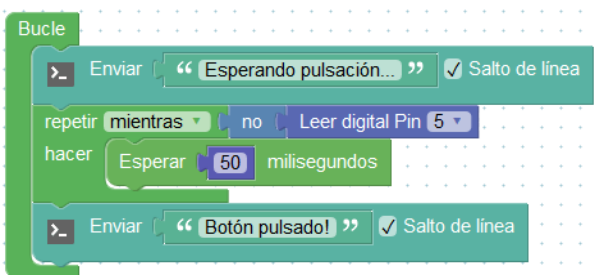 Bucle
>_ Enviar “ Esperando pulsación... ” ✓ Salto de línea
repetir mientras ▾ no Leer digital Pin 5 ▾
hacer Esperar 50 milisegundos
>_ Enviar “ Botón pulsado! ” ✓ Salto de línea